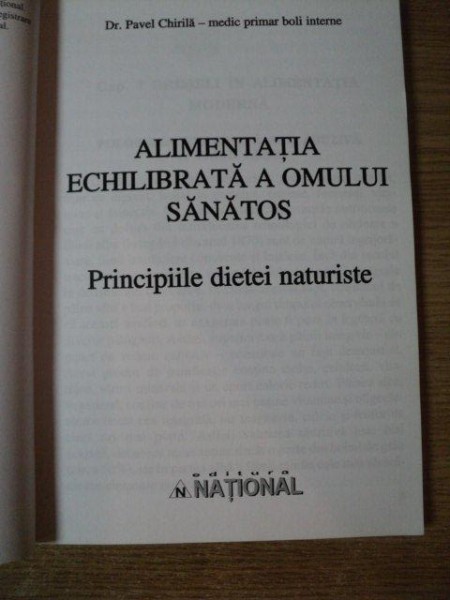 Dr. Pavel Chirilă – medic primar boli interne
ALIMENTAȚIA
ECHILIBRATĂ A OMULUI
SĂNĂTOS
Principiile dietei naturiste
editura
NAȚIONAL